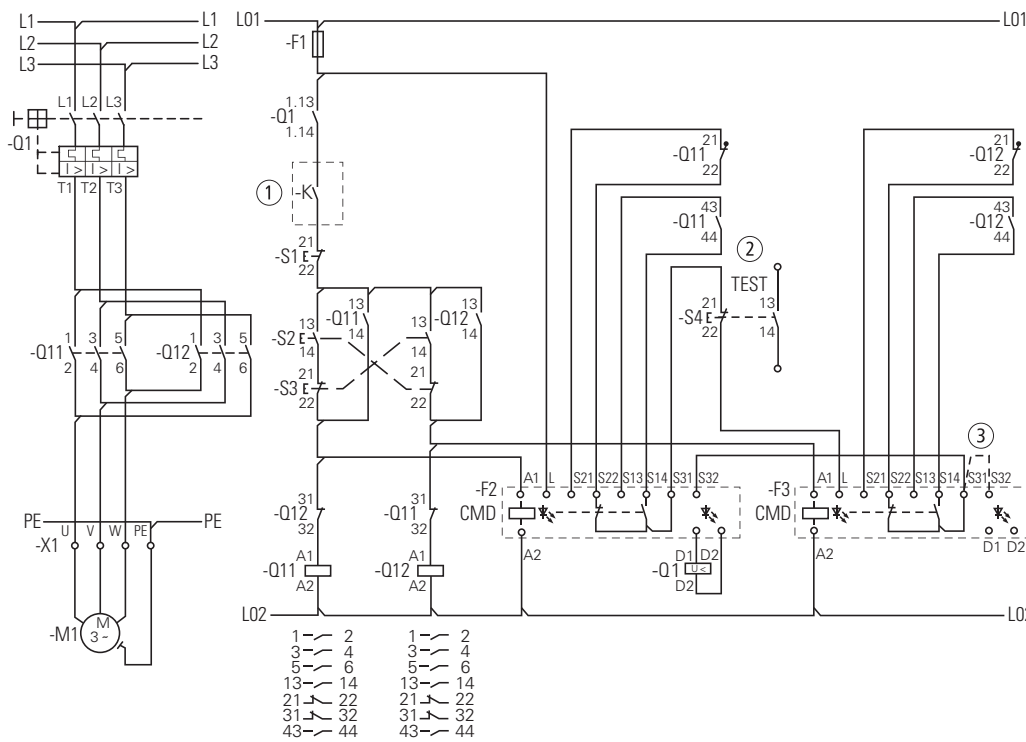 L1 L1
L2 L2
L3 L3
L01 L01
-F1
L1 L2 L3
-Q1
I > I > I >
T1 T2 T3
1.13
-Q1
1.14
1
-K
21
-S1 E
22
21
-Q11
22
21
-Q12
22
43
-Q11
44
43
-Q12
44
2
TEST
21
-S4 E
22
13
14
13
-S2 E
14
13
-Q11
14
13
14
13
-Q12
14
21
-S3 E
22
21
22
1 3 5
-Q11
2 4 6
1 3 5
-Q12
2 4 6
3
-F2
A1 L S21 S22 S13 S14 S31 S32
CMD
A2
-F3
A1 L S21 S22 S13 S14 S31 S32
CMD
A2
D1 D2
31
-Q12
32
31
-Q11
32
A1
-Q11
A2
A1
-Q12
A2
D1 D2
-Q1 U <
D2
PE PE
U V W PE
-X1
M
3 ~
-M1
L02 L02
1 2 1 2
3 4 3 4
5 6 5 6
13 14 13 14
21 22 21 22
31 32 31 32
43 44 43 44